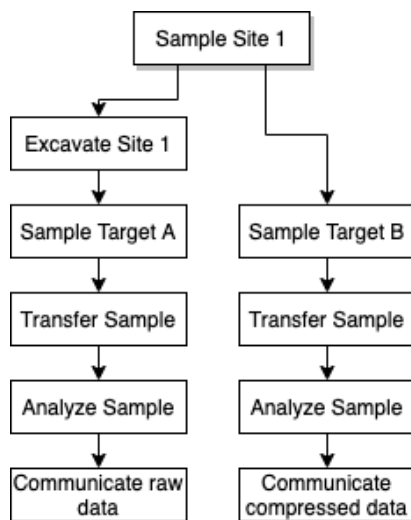 Sample Site 1
Excavate Site 1
Sample Target A
Transfer Sample
Analyze Sample
Communicate raw
data
Sample Target B
Transfer Sample
Analyze Sample
Communicate
compressed data